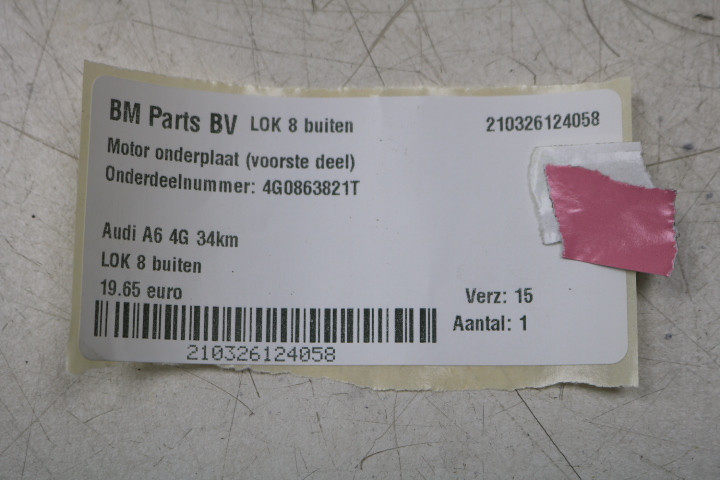 BM Parts BV LOK 8 buiten 210326124058
Motor onderplaat (voorste deel)
Onderdeelnummer: 4G0863821T
Audi A6 4G 34km
LOK 8 buiten
19.65 euro
Verz: 15
Aantal: 1
210326124058